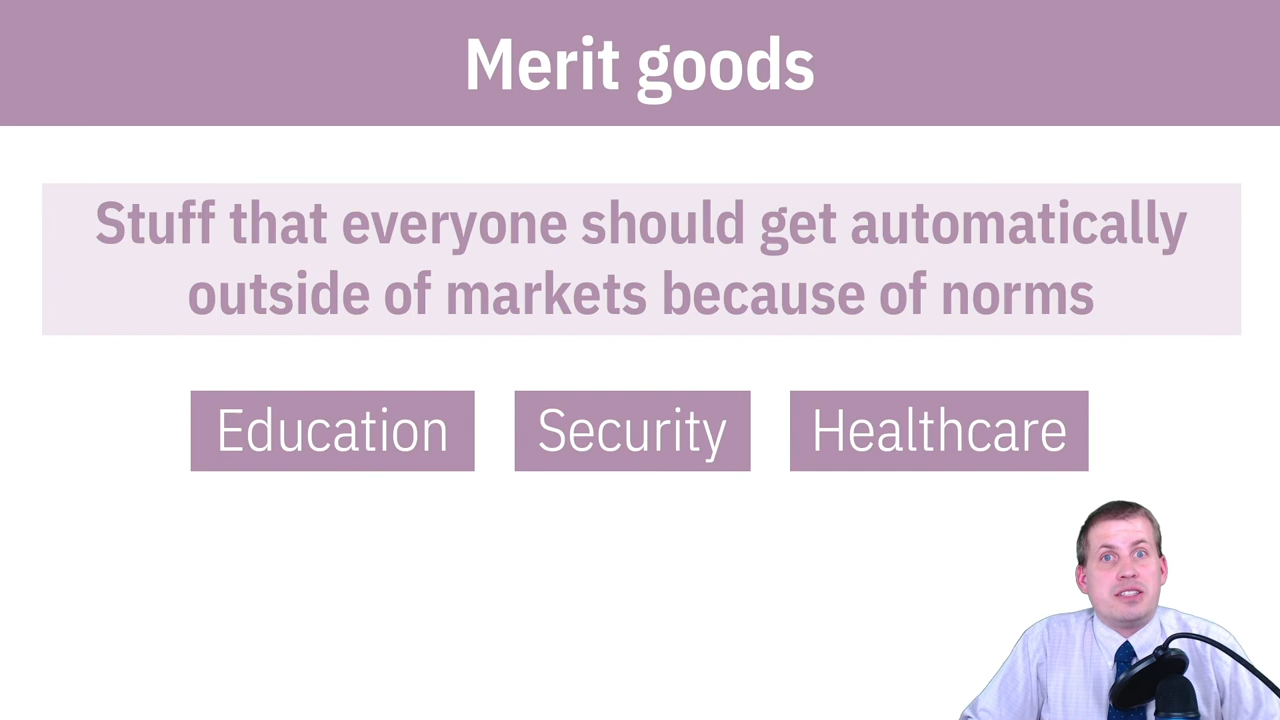 Merit goods
Stuff that everyone should get automatically
outside of markets because of norms
Education Security Healthcare